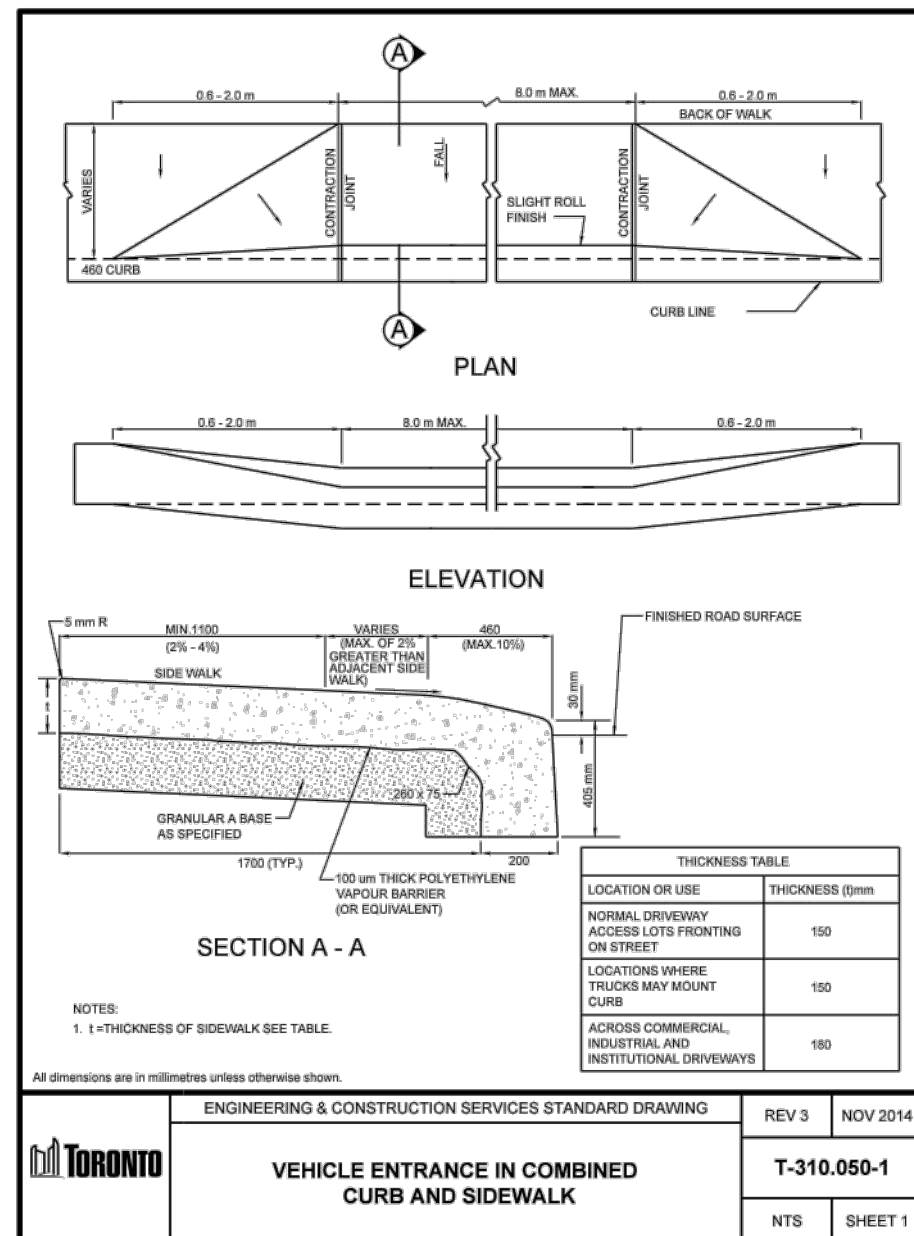 A
0.6 - 2.0 m
8.0 m MAX.
0.6 - 2.0 m
BACK OF WALK
VARIES
CONTRACTION
JOINT
FALL
SLIGHT ROLL
FINISH
CONTRACTION
JOINT
460 CURB
CURB LINE
A
PLAN
0.6 - 2.0 m
8.0 m MAX.
0.6 - 2.0 m
ELEVATION
5 mm R
MIN.1100
(2% - 4%)
VARIES
(MAX. OF 2%
GREATER THAN
ADJACENT SIDE
WALK)
460
(MAX.10%)
FINISHED ROAD SURFACE
SIDE WALK
30 mm
t
405 mm
260 x 75
GRANULAR A BASE
AS SPECIFIED
1700 (TYP.)
200
100 um THICK POLYETHYLENE
VAPOUR BARRIER
(OR EQUIVALENT)
SECTION A - A
THICKNESS TABLE
LOCATION OR USE THICKNESS (t)mm
NORMAL DRIVEWAY
ACCESS LOTS FRONTING
ON STREET
150
LOCATIONS WHERE
TRUCKS MAY MOUNT
CURB
150
ACROSS COMMERCIAL,
INDUSTRIAL AND
INSTITUTIONAL DRIVEWAYS
180
NOTES:
1. t =THICKNESS OF SIDEWALK SEE TABLE.
All dimensions are in millimetres unless otherwise shown.
TORONTO
ENGINEERING & CONSTRUCTION SERVICES STANDARD DRAWING
VEHICLE ENTRANCE IN COMBINED
CURB AND SIDEWALK
REV 3 NOV 2014
T-310.050-1
NTS SHEET 1